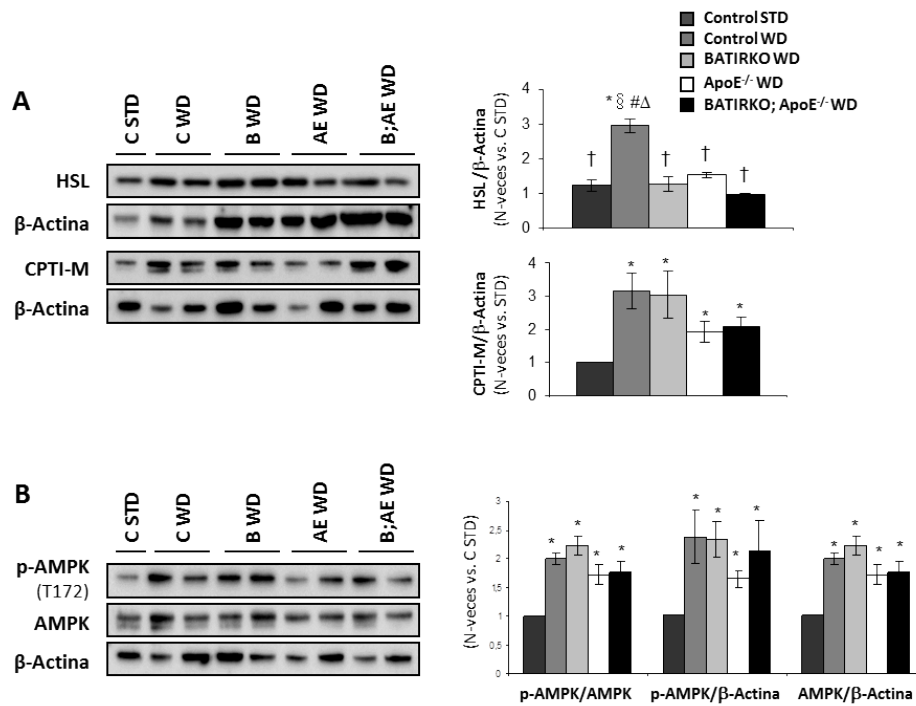 Control STD
Control WD
BATIRKO WD
ApoE-/- WD
BATIRKO; ApoE-/- WD
A
C STD
C WD
B WD
AE WD
B;AE WD
HSL
β-Actina
CPTI-M
β-Actina
HSL/β-Actina
(N-veces vs. C STD)
4
3
2
1
0
† * § #Δ † † †
CPTI-M/β-Actina
(N-veces vs. STD)
4
3
2
1
0
* * * *
B
C STD
C WD
B WD
AE WD
B;AE WD
p-AMPK
(T172)
AMPK
β-Actina
(N-veces vs. C STD)
3
2,5
2
1,5
1
0,5
0
* * * * * * * * * * * *
p-AMPK/AMPK
p-AMPK/β-Actina
AMPK/β-Actina